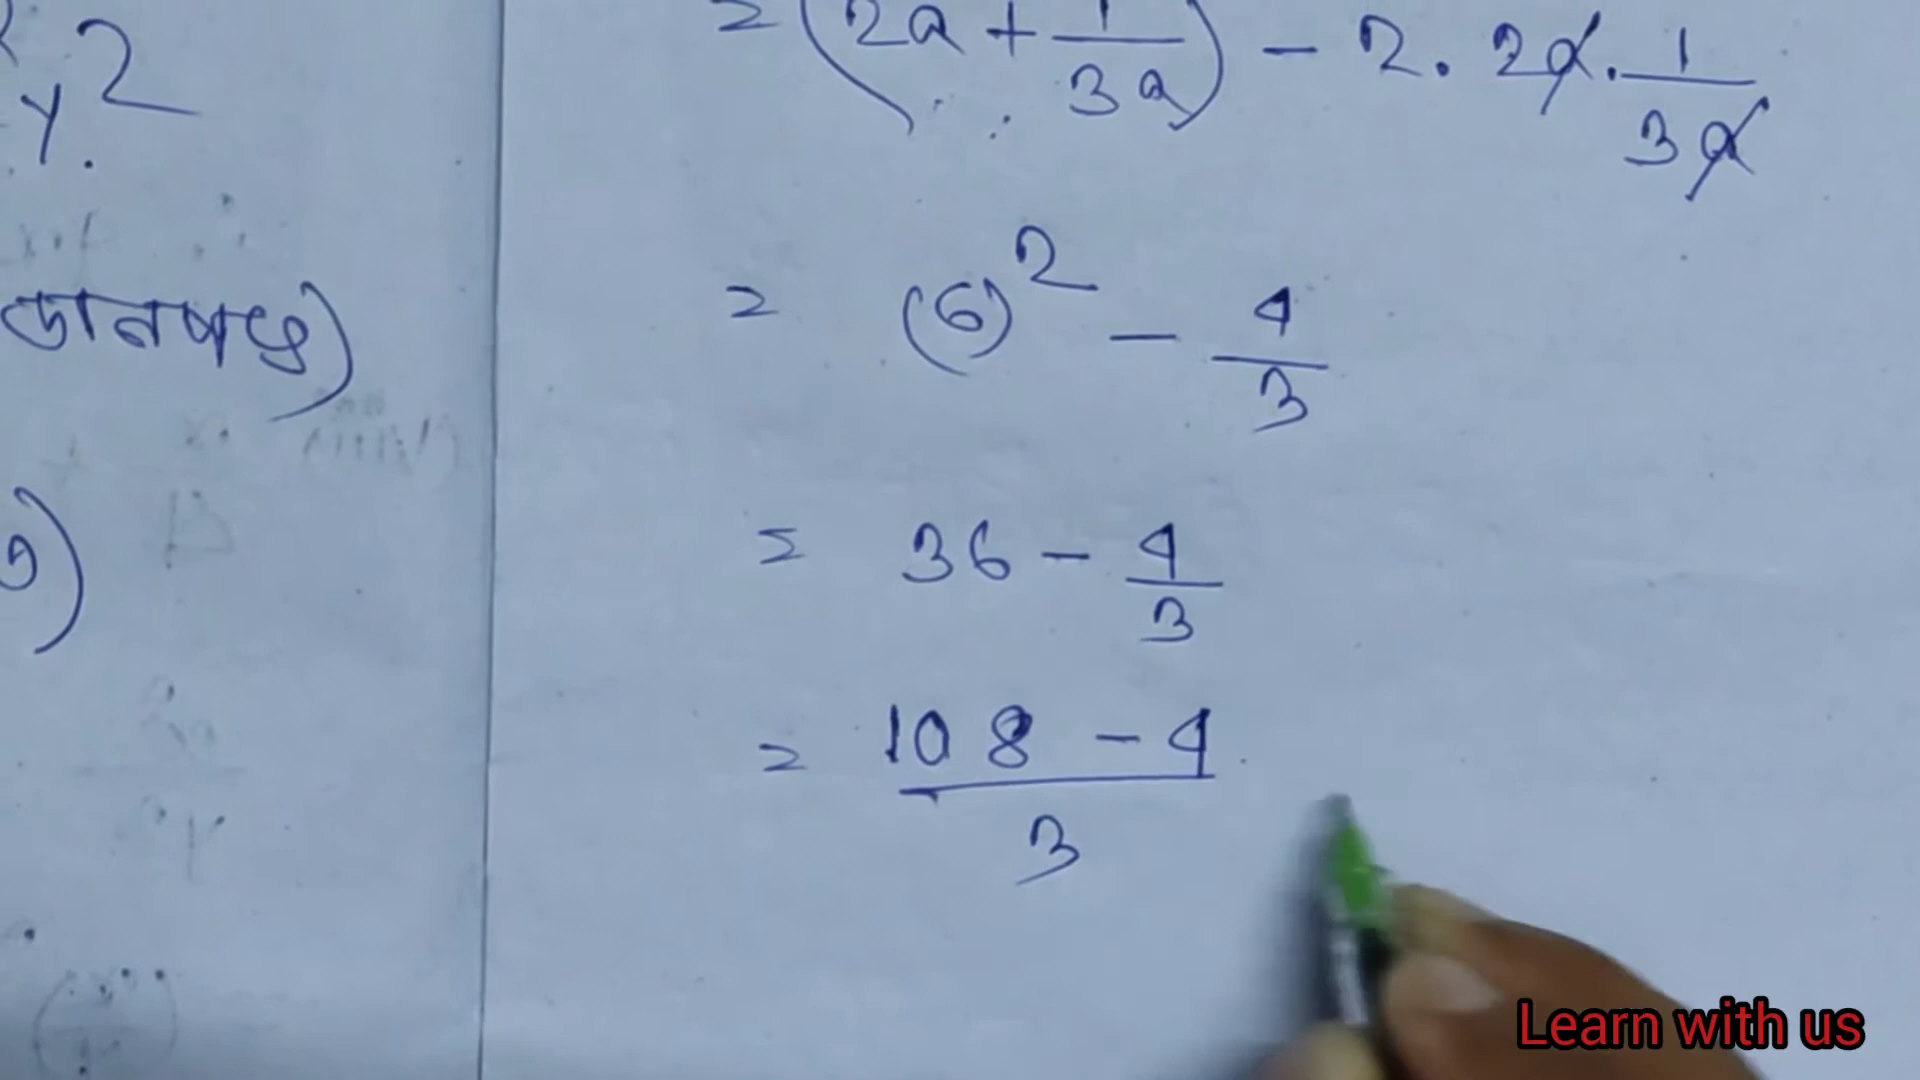 y.²
ডানপক্ষ)
= (2a + 1/3a) - 2 . 2a . 1/3a
= (6)² - 4/3
= 36 - 4/3
= 108 - 4 / 3
Learn with us